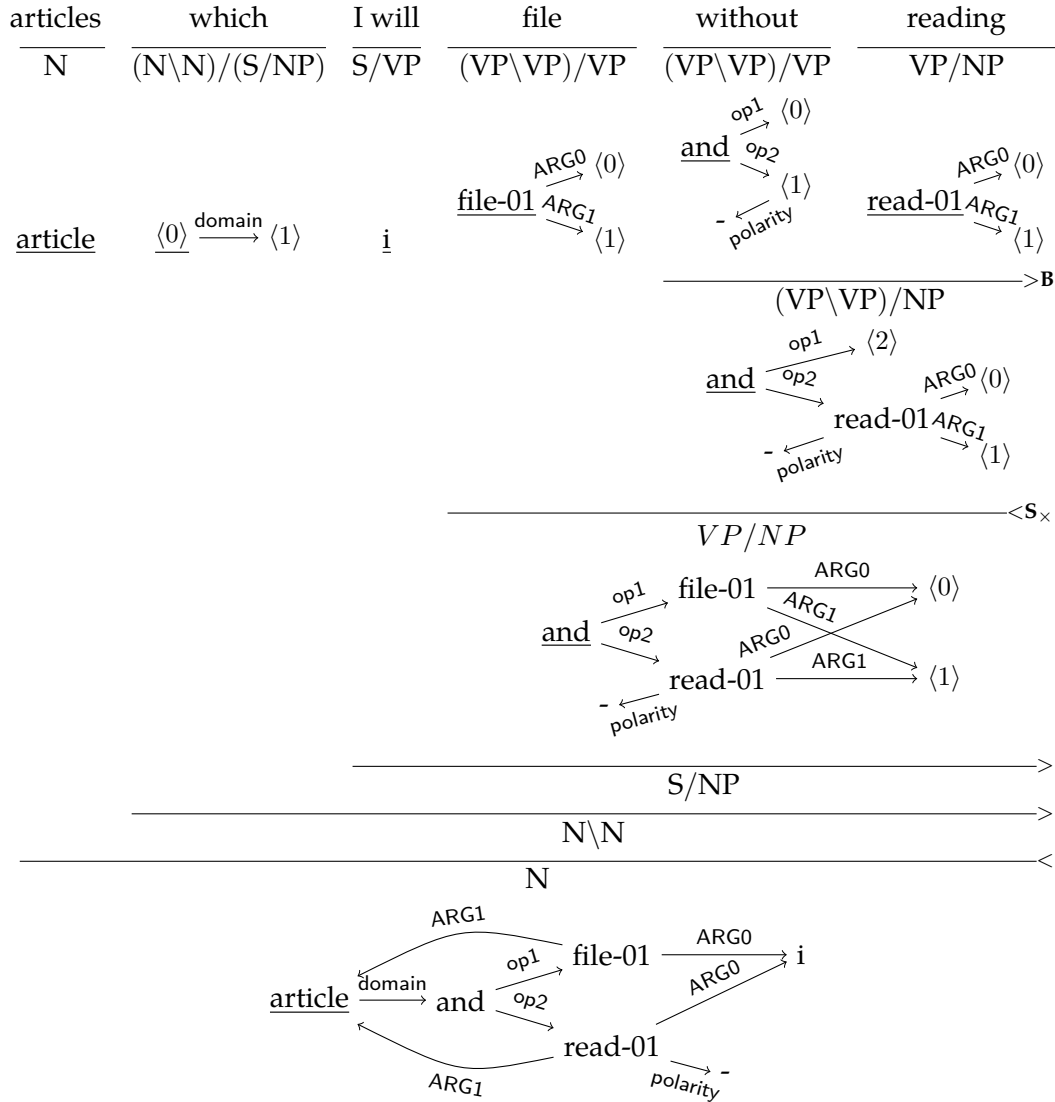 articles which I will file without reading
N (N\N)/(S/NP) S/VP (VP\VP)/VP (VP\VP)/VP VP/NP
op1 ⟨0⟩
and op2 ARG0 ⟨0⟩ ARG0 ⟨0⟩
file-01 ARG1 ⟨1⟩ read-01 ARG1
article ⟨0⟩ domain ⟨1⟩ i ⟨1⟩ - polarity ⟨1⟩
>B
(VP\VP)/NP
op1 ⟨2⟩
and op2 ARG0 ⟨0⟩
read-01 ARG1
- polarity ⟨1⟩
<S×
VP/NP
file-01 ARG0 ⟨0⟩
op1 ARG1
and op2 ARG0
read-01 ARG1 ⟨1⟩
- polarity
>
S/NP
>
N\N
<
N
ARG1 file-01 ARG0 i
op1 ARG0
article domain and op2
read-01
ARG1 polarity -